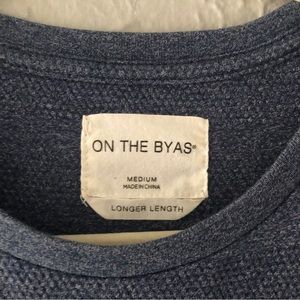 ON THE BYAS®
MEDIUM
MADE IN CHINA
LONGER LENGTH